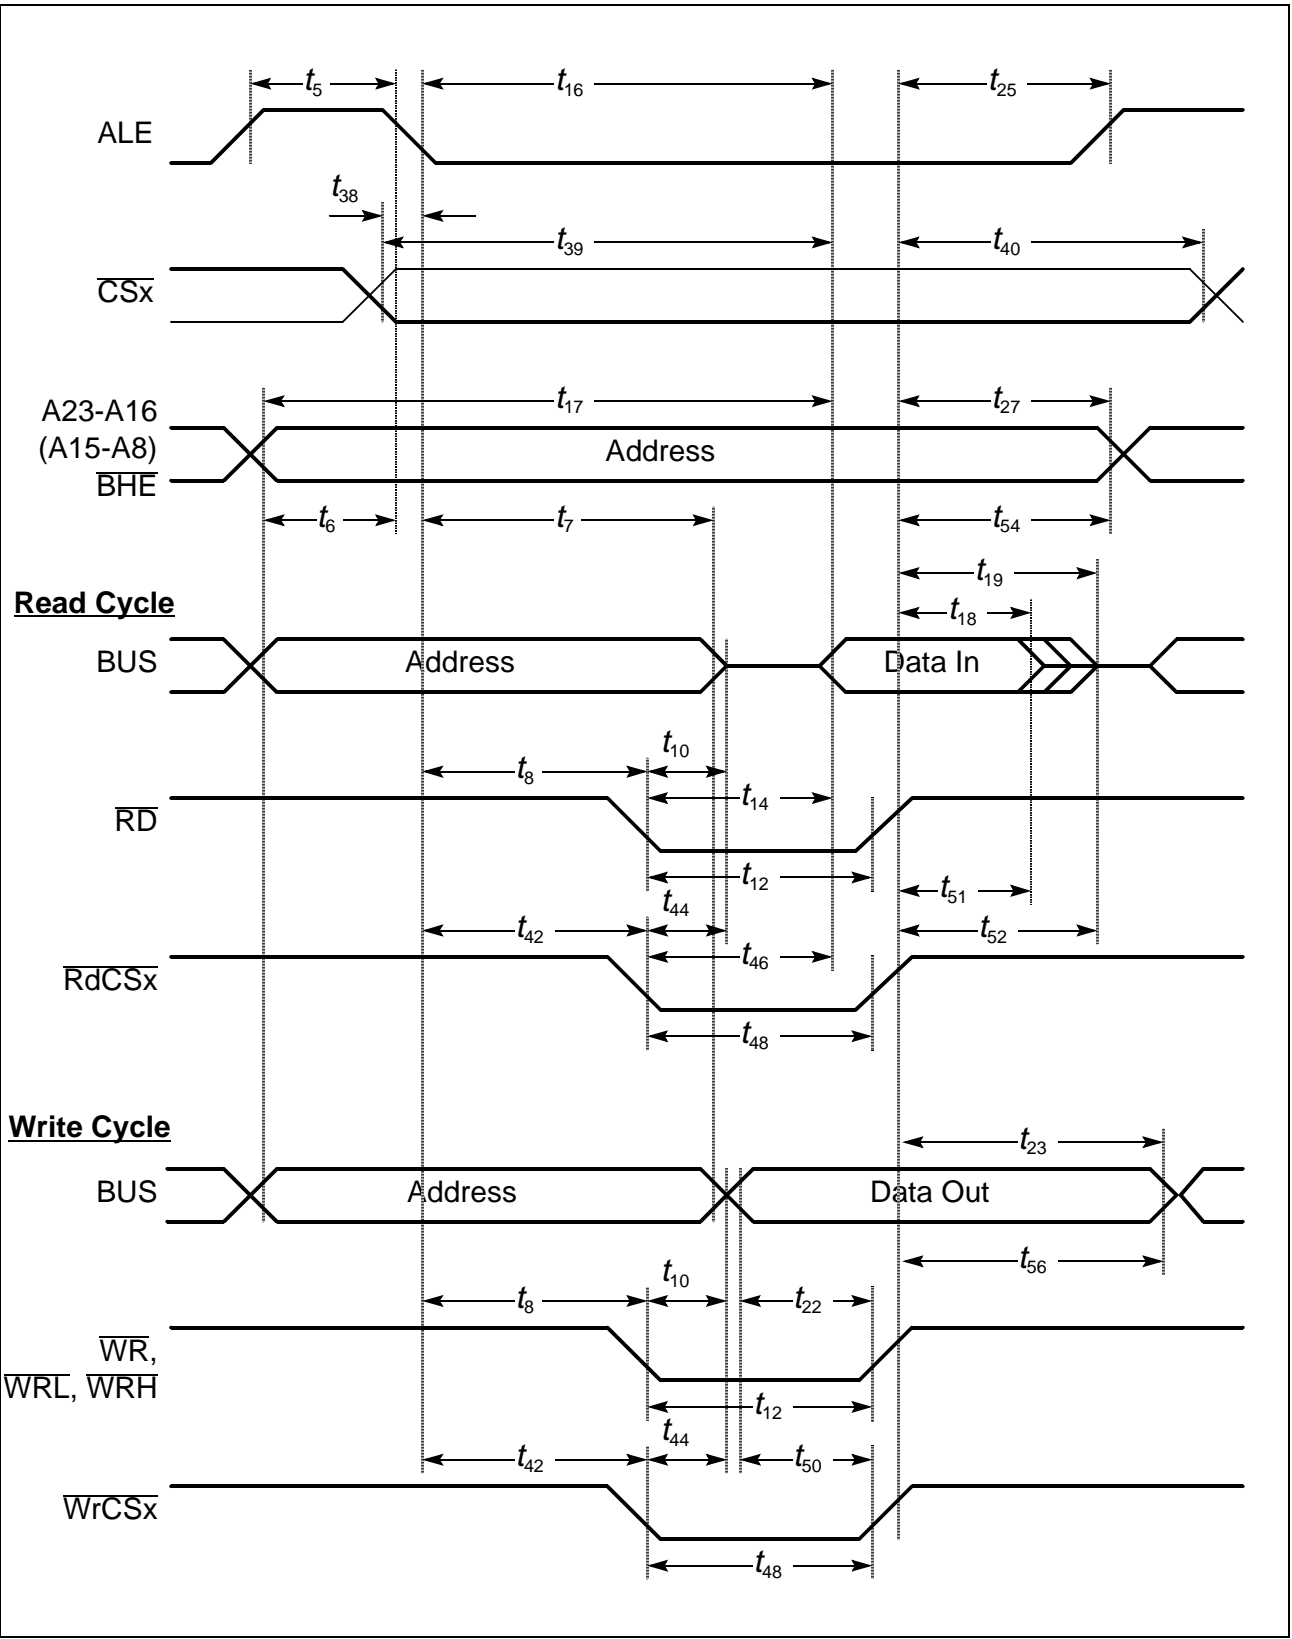 t5 t16 t25
ALE
t38
t39 t40
CSx
t17 t27
A23-A16
(A15-A8) Address
BHE
t6 t7 t54
t19
Read Cycle t18
BUS Address Data In
t10
t8 t14
RD
t12 t51
t44
t42 t46 t52
RdCSx
t48
Write Cycle
t23
BUS Address Data Out
t56
t10
t8 t22
WR,
WRL, WRH
t12
t44
t42 t50
WrCSx
t48